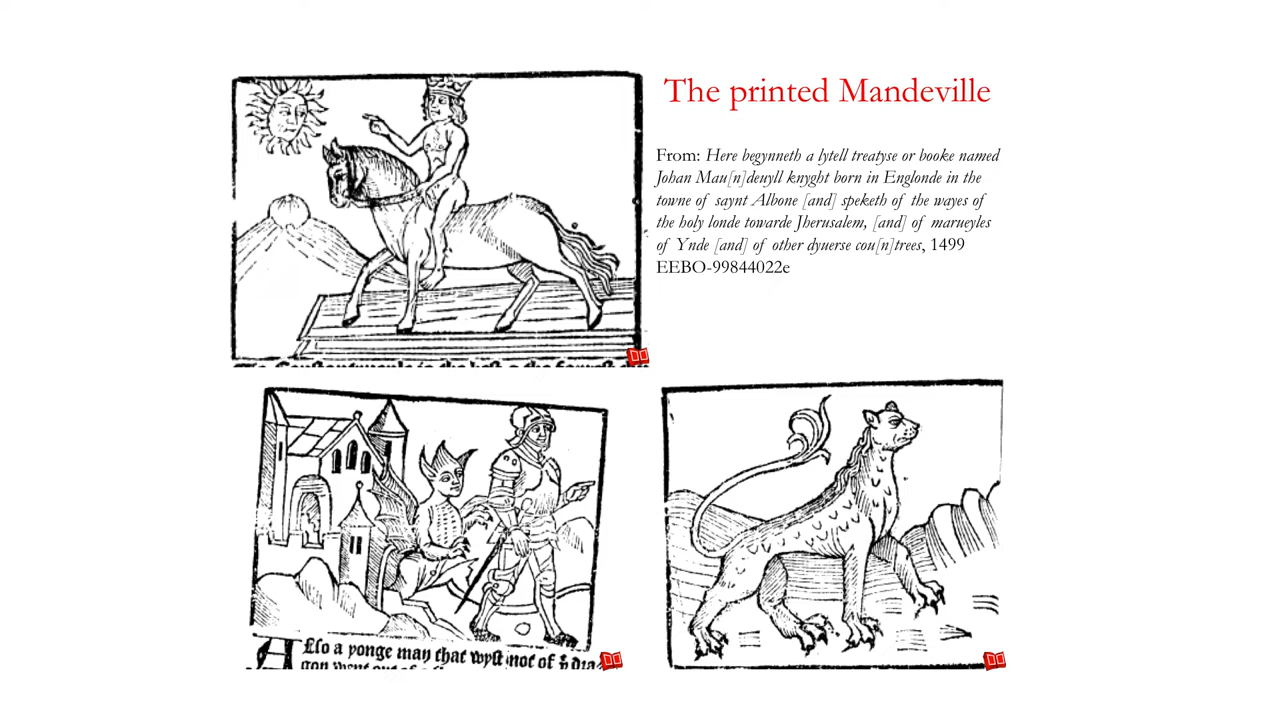 The printed Mandeville
From: Here begynneth a lytell treatyse or booke named
Johan Mau[n]deuyll knyght born in Englonde in the
towne of saynt Albone [and] speketh of the wayes of
the holy londe towarde Jherusalem, [and] of marueyles
of Ynde [and] of other dyuerse cou[n]trees, 1499
EEBO-99844022e
Lso a yonge man that wyst not of